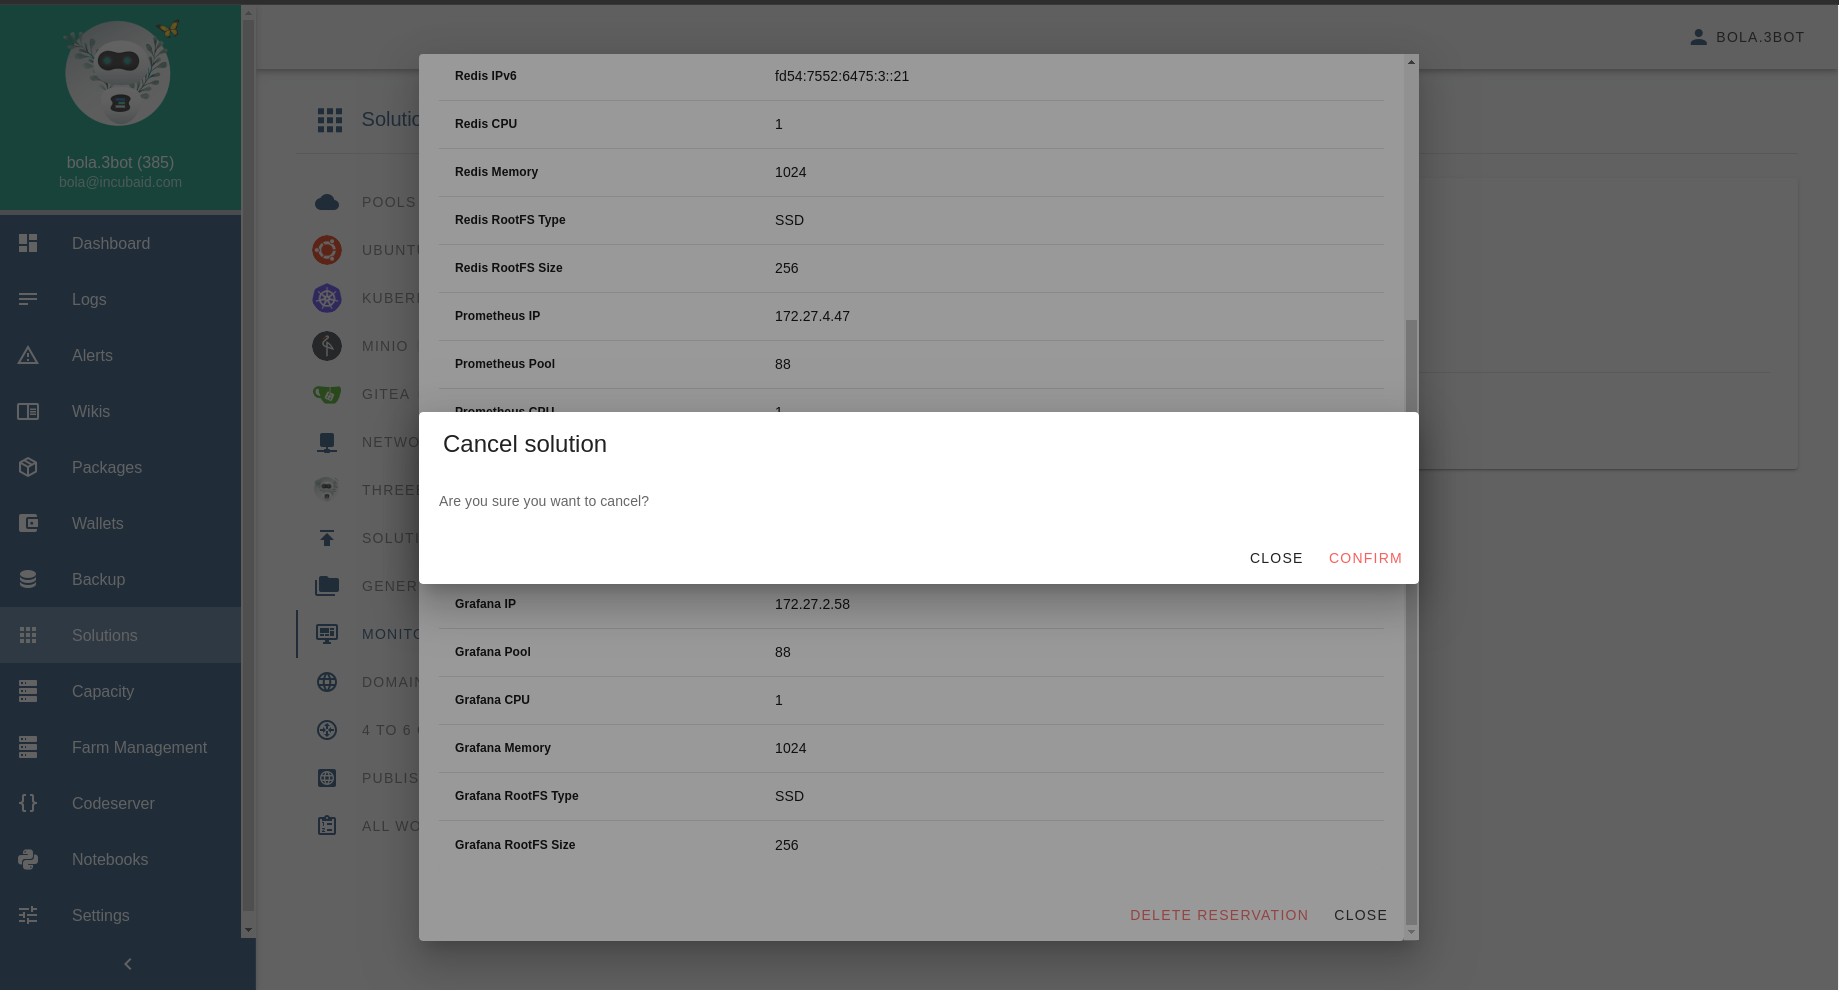 BOLA.3BOT
bola.3bot (385)
bola@incubaid.com
Dashboard
Logs
Alerts
Wikis
Packages
Wallets
Backup
Solutions
Capacity
Farm Management
Codeserver
Notebooks
Settings
Solutio
POOLS
UBUNTU
KUBER
MINIO
GITEA
NETWO
THREE
SOLUTI
GENER
MONITO
DOMAIN
4 TO 6
PUBLIS
ALL WO
Redis IPv6 fd54:7552:6475:3::21
Redis CPU 1
Redis Memory 1024
Redis RootFS Type SSD
Redis RootFS Size 256
Prometheus IP 172.27.4.47
Prometheus Pool 88
Prometheus CPU 1
Cancel solution
Are you sure you want to cancel?
CLOSE CONFIRM
Grafana IP 172.27.2.58
Grafana Pool 88
Grafana CPU 1
Grafana Memory 1024
Grafana RootFS Type SSD
Grafana RootFS Size 256
DELETE RESERVATION CLOSE